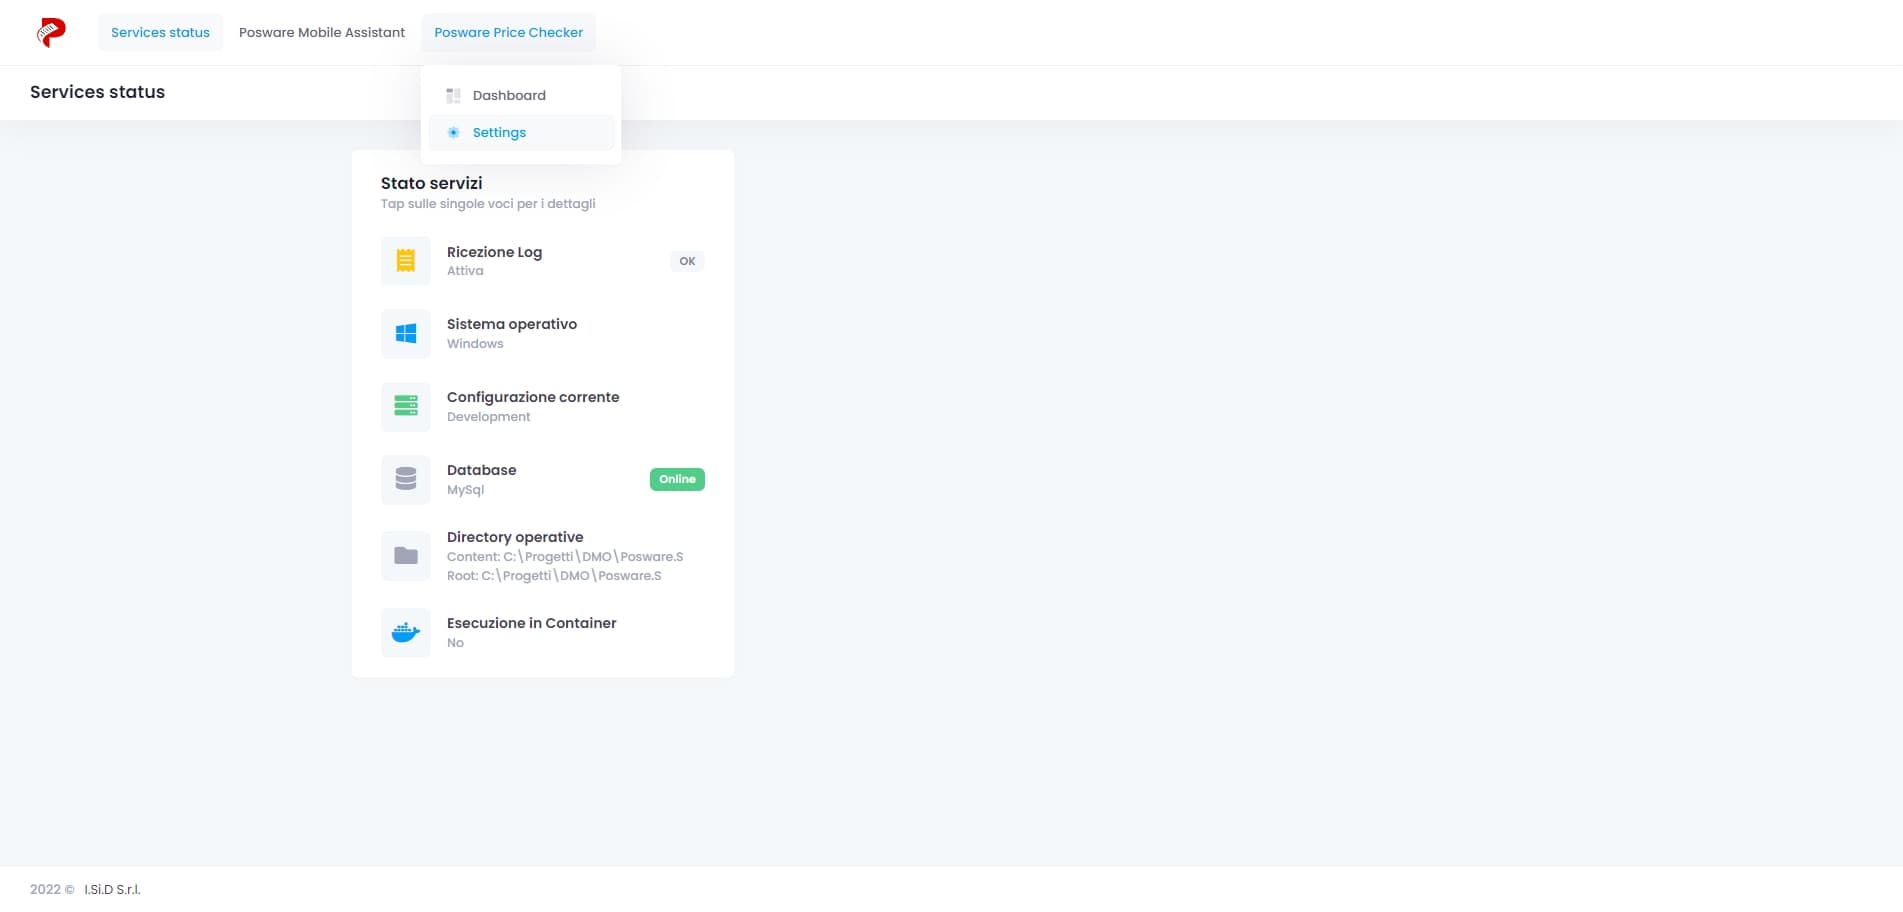 Services status
Posware Mobile Assistant
Posware Price Checker
Services status
Dashboard
Settings
Stato servizi
Tap sulle singole voci per i dettagli
Ricezione Log
Attiva
OK
Sistema operativo
Windows
Configurazione corrente
Development
Database
MySql
Online
Directory operative
Content: C:\Progetti\DMO\Posware.S
Root: C:\Progetti\DMO\Posware.S
Esecuzione in Container
No
2022 © I.Si.D S.r.l.